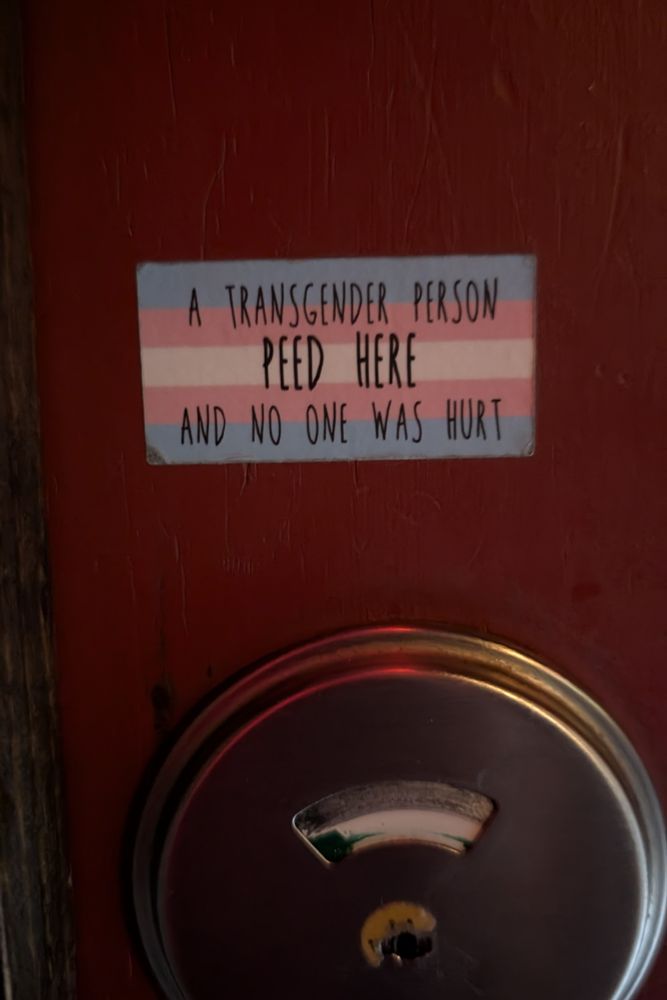 A TRANSGENDER PERSON
PEED HERE
AND NO ONE WAS HURT